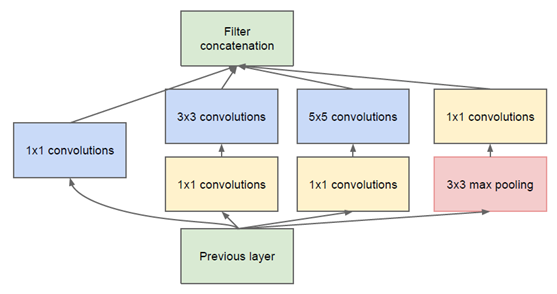 Filter
concatenation
3x3 convolutions
5x5 convolutions
1x1 convolutions
1x1 convolutions
1x1 convolutions
1x1 convolutions
3x3 max pooling
Previous layer